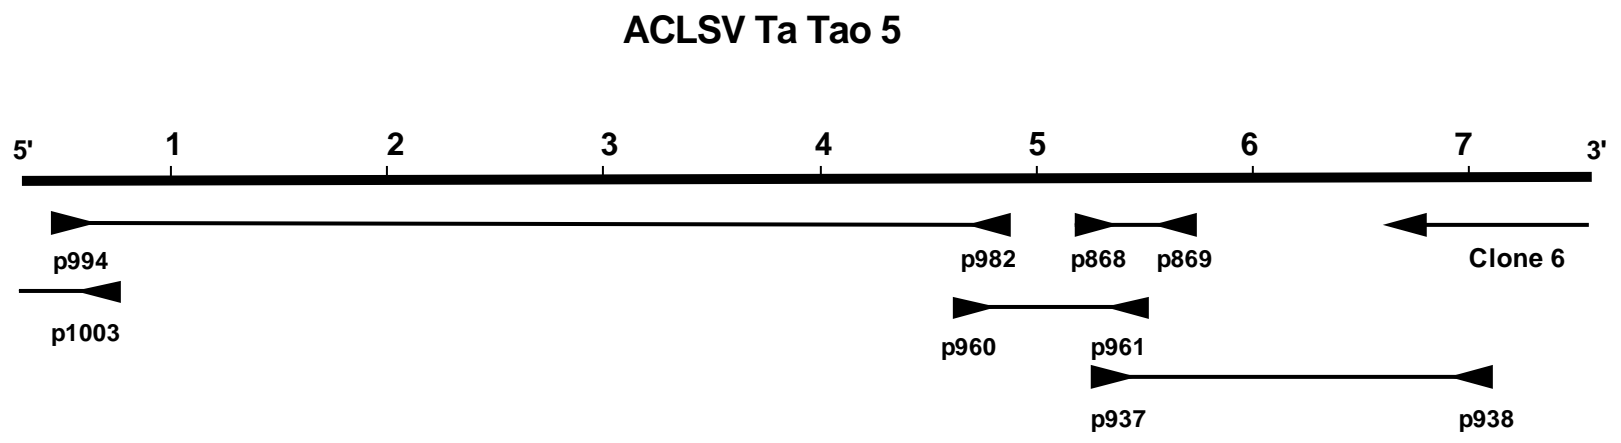 ACLSV Ta Tao 5
5' 1 2 3 4 5 6 7 3'
p994 p982 p868 p869 Clone 6
p1003 p960 p961
p937 p938